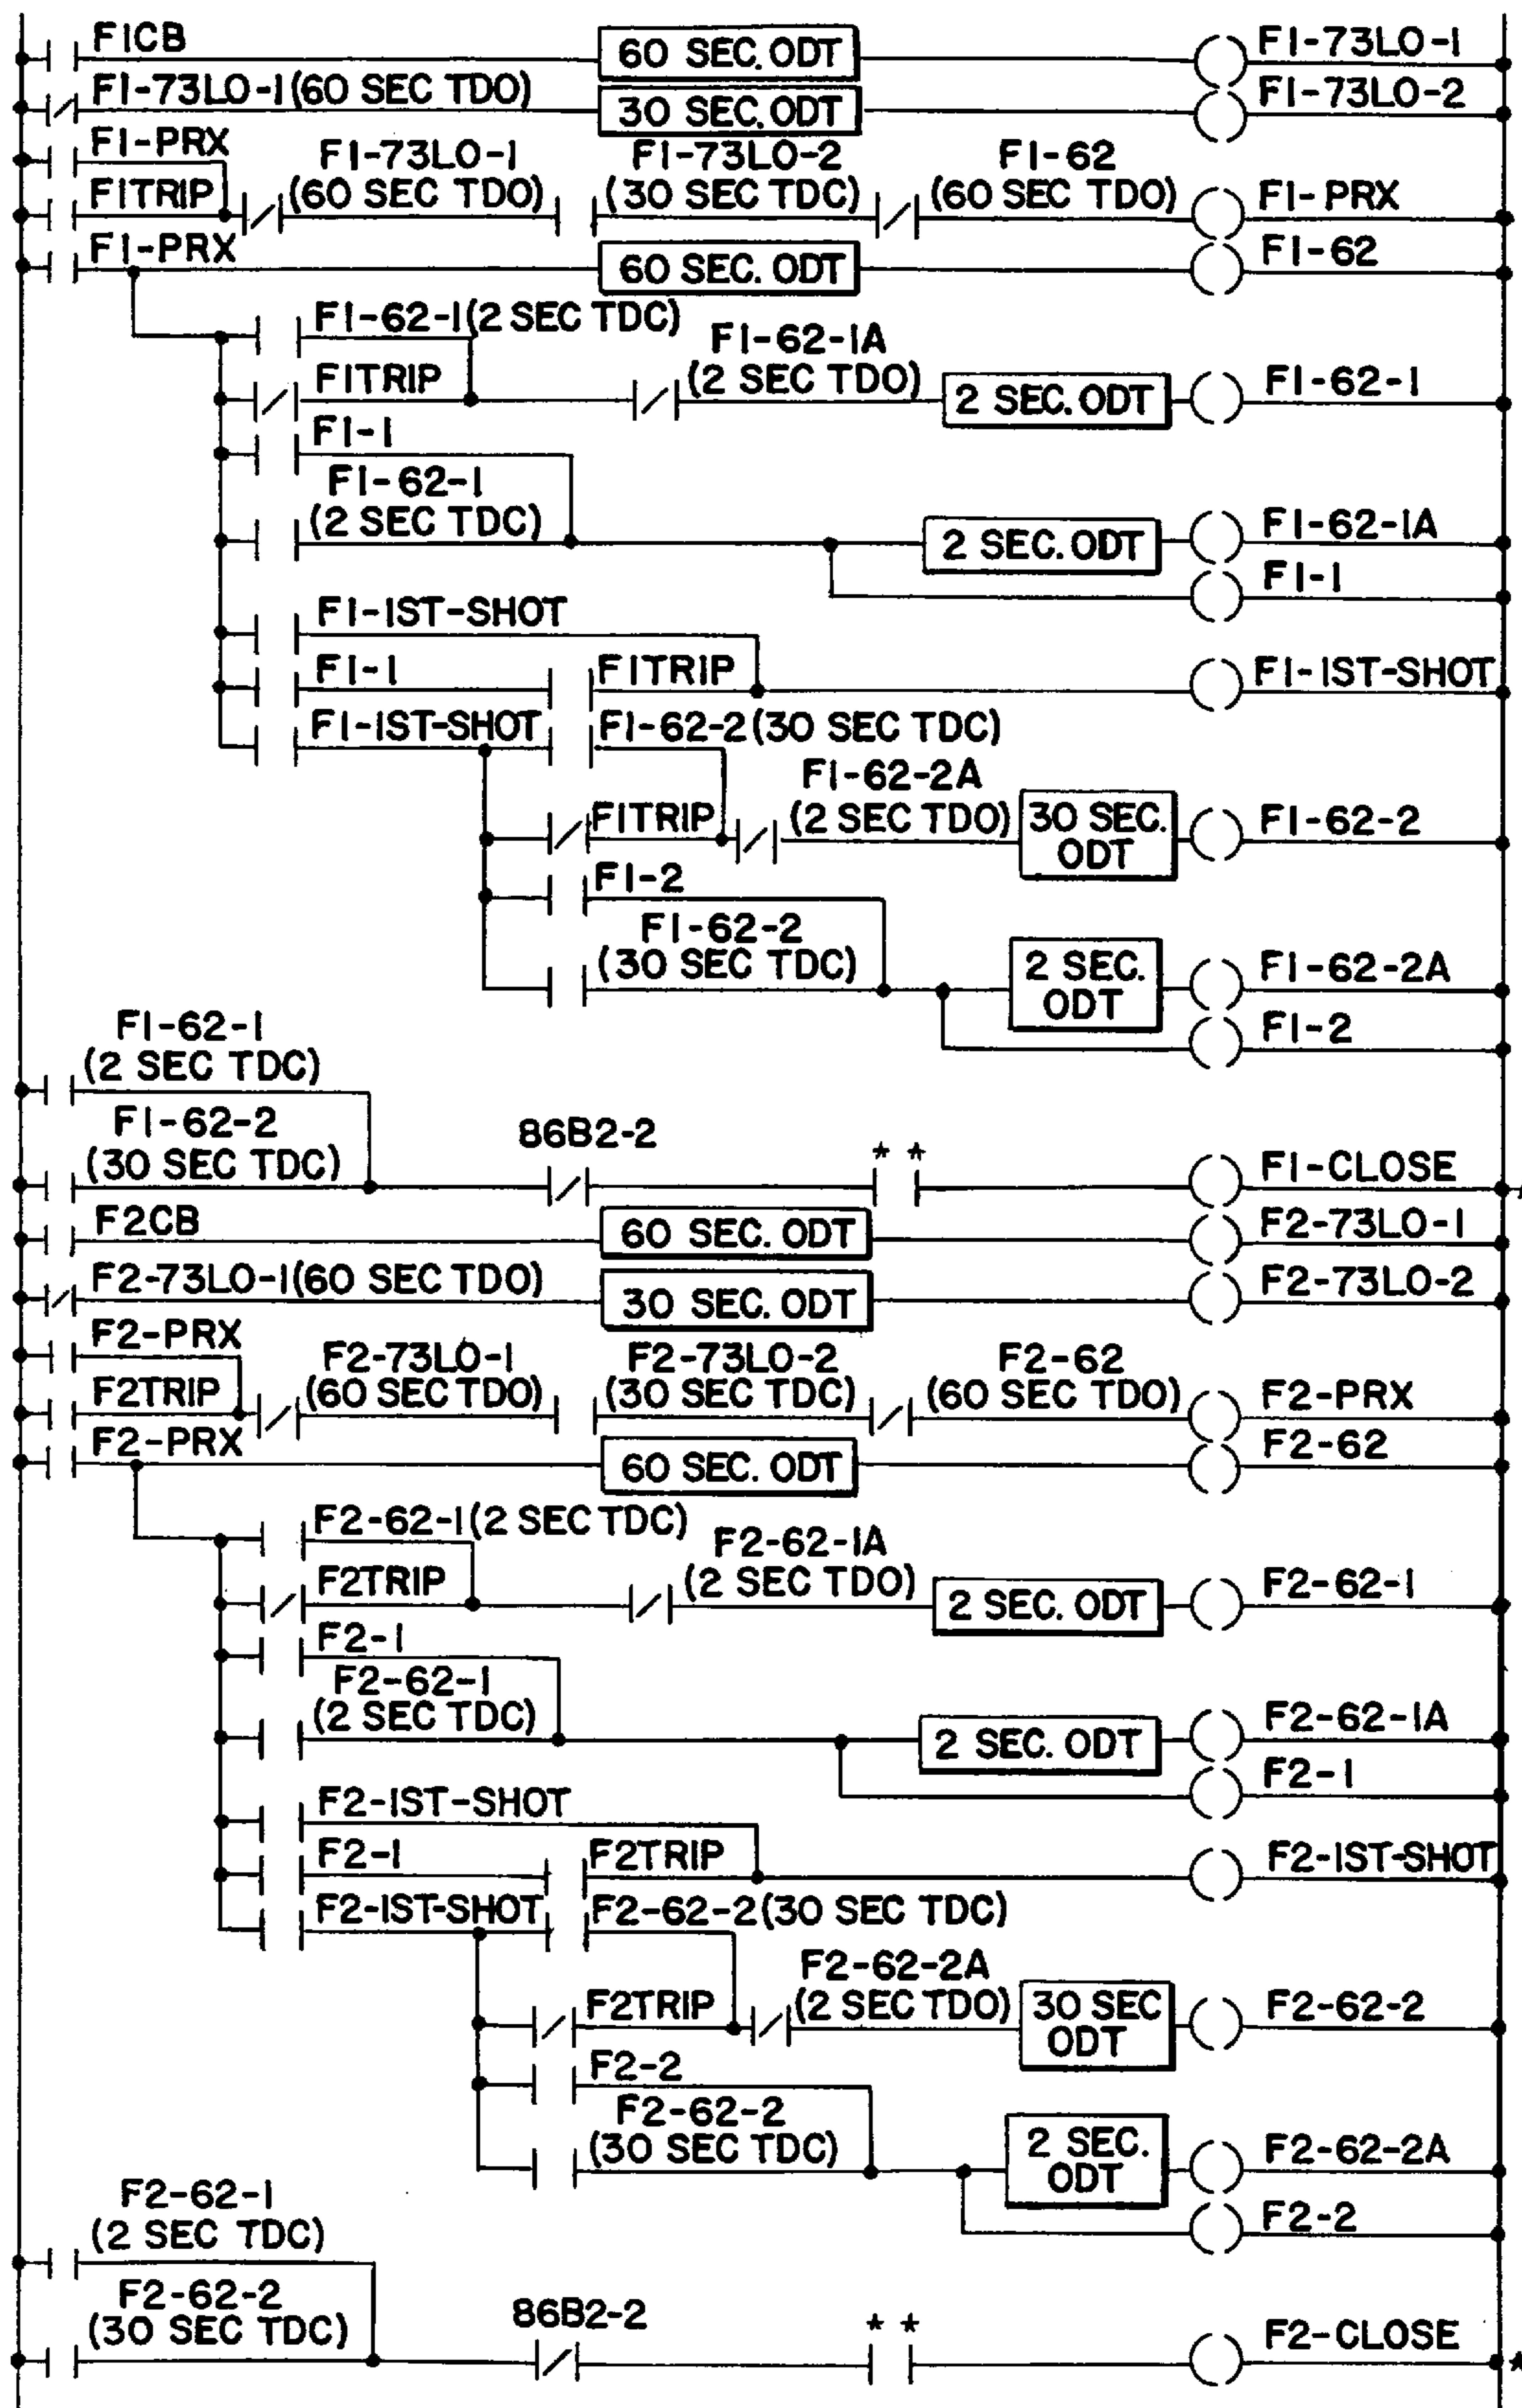 F1CB 60 SEC. ODT F1-73LO-1
F1-73LO-1(60 SEC TDO) 30 SEC. ODT F1-73LO-2
F1-PRX
F1-73LO-1 F1-73LO-2 F1-62
F1TRIP (60 SEC TDO) (30 SEC TDC) (60 SEC TDO) F1-PRX
F1-PRX 60 SEC. ODT F1-62
F1-62-1(2 SEC TDC)
F1-62-1A
F1TRIP (2 SEC TDO) 2 SEC. ODT F1-62-1
F1-1
F1-62-1
(2 SEC TDC) 2 SEC. ODT F1-62-1A
F1-1
F1-1ST-SHOT
F1-1 F1TRIP F1-1ST-SHOT
F1-1ST-SHOT F1-62-2(30 SEC TDC)
F1-62-2A
F1TRIP (2 SEC TDO) 30 SEC. F1-62-2
ODT
F1-2
F1-62-2
(30 SEC TDC) 2 SEC. F1-62-2A
ODT
F1-2
F1-62-1
(2 SEC TDC)
F1-62-2 86B2-2
(30 SEC TDC) * * F1-CLOSE *
F2CB 60 SEC. ODT F2-73LO-1
F2-73LO-1(60 SEC TDO) 30 SEC. ODT F2-73LO-2
F2-PRX
F2-73LO-1 F2-73LO-2 F2-62
F2TRIP (60 SEC TDO) (30 SEC TDC) (60 SEC TDO) F2-PRX
F2-PRX 60 SEC. ODT F2-62
F2-62-1(2 SEC TDC)
F2-62-1A
F2TRIP (2 SEC TDO) 2 SEC. ODT F2-62-1
F2-1
F2-62-1
(2 SEC TDC) 2 SEC. ODT F2-62-1A
F2-1
F2-1ST-SHOT
F2-1 F2TRIP F2-1ST-SHOT
F2-1ST-SHOT F2-62-2(30 SEC TDC)
F2-62-2A
F2TRIP (2 SEC TDO) 30 SEC F2-62-2
ODT
F2-2
F2-62-2
(30 SEC TDC) 2 SEC. F2-62-2A
ODT
F2-2
F2-62-1
(2 SEC TDC)
F2-62-2 86B2-2
(30 SEC TDC) * * F2-CLOSE *